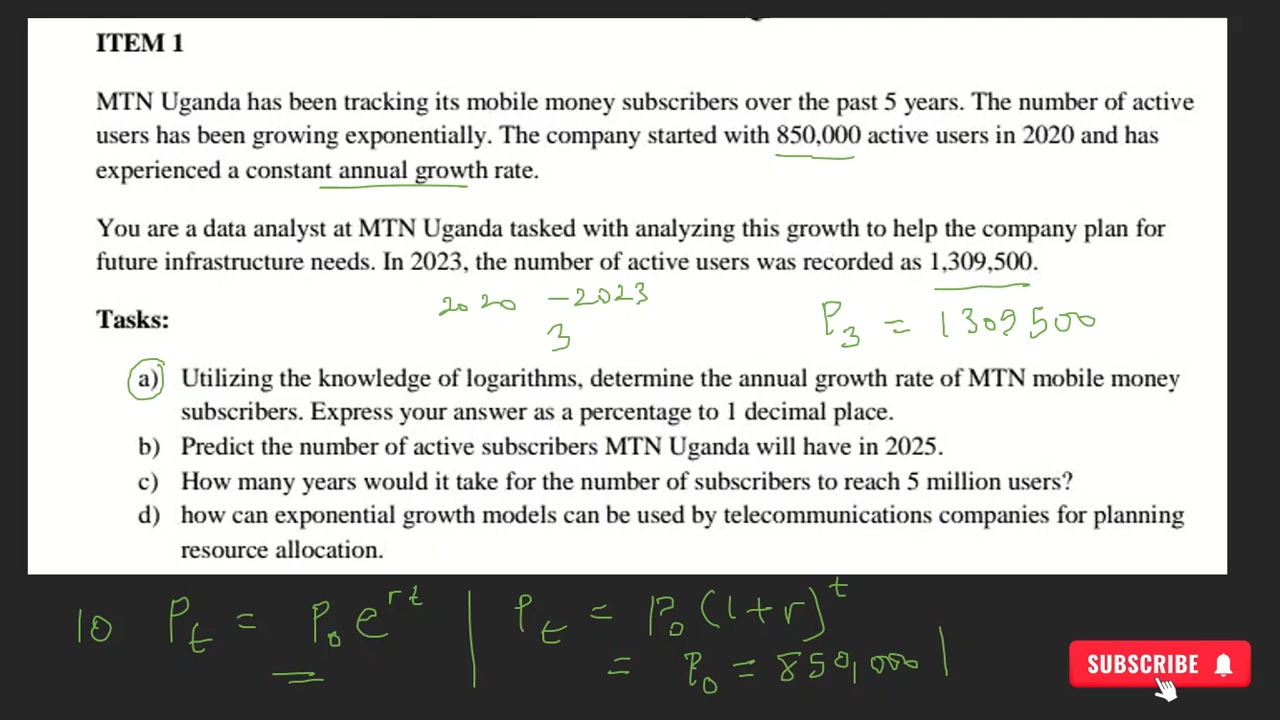 ITEM 1
MTN Uganda has been tracking its mobile money subscribers over the past 5 years. The number of active
users has been growing exponentially. The company started with 850,000 active users in 2020 and has
experienced a constant annual growth rate.
You are a data analyst at MTN Uganda tasked with analyzing this growth to help the company plan for
future infrastructure needs. In 2023, the number of active users was recorded as 1,309,500.
2020 - 2023
Tasks:
3
P₃ = 1309500
a) Utilizing the knowledge of logarithms, determine the annual growth rate of MTN mobile money
subscribers. Express your answer as a percentage to 1 decimal place.
b) Predict the number of active subscribers MTN Uganda will have in 2025.
c) How many years would it take for the number of subscribers to reach 5 million users?
d) how can exponential growth models can be used by telecommunications companies for planning
resource allocation.
10 Pt = P₀ e^rt | Pt = P₀ (1+r)^t
= P₀ = 850,000 |
SUBSCRIBE